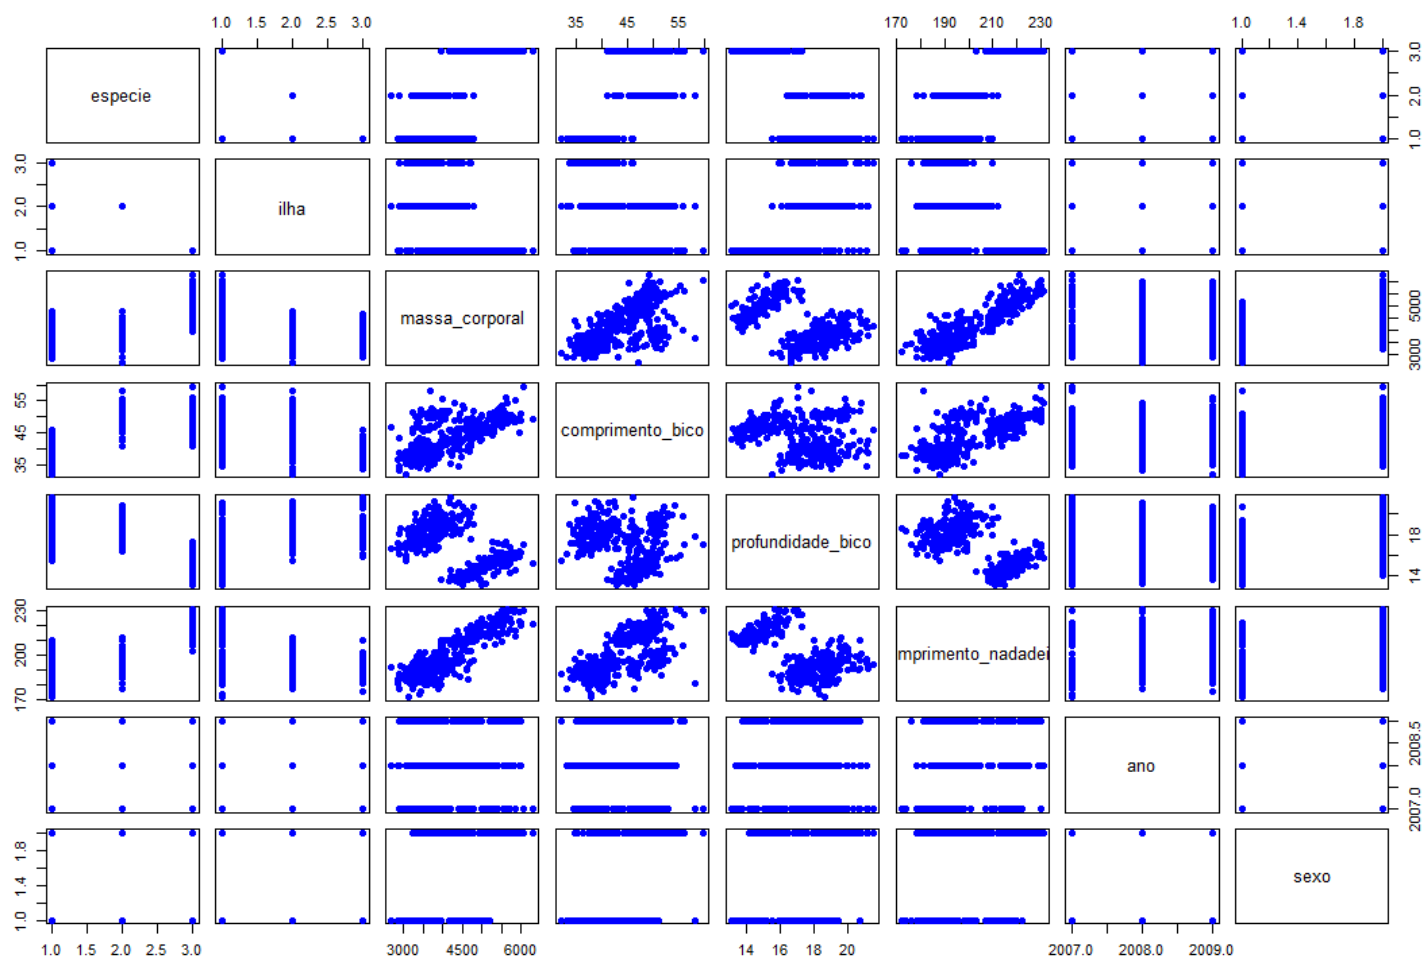 1.0 1.5 2.0 2.5 3.0 35 45 55 170 190 210 230 1.0 1.4 1.8
especie 1.0 2.0 3.0
1.0 2.0 3.0 ilha
massa_corporal 3000 5000
35 45 55 comprimento_bico
profundidade_bico 14 18
170 200 230 mprimento_nadadei
ano 2007.0 2008.5
1.0 1.4 1.8 sexo
1.0 1.5 2.0 2.5 3.0 3000 4500 6000 14 16 18 20 2007.0 2008.0 2009.0